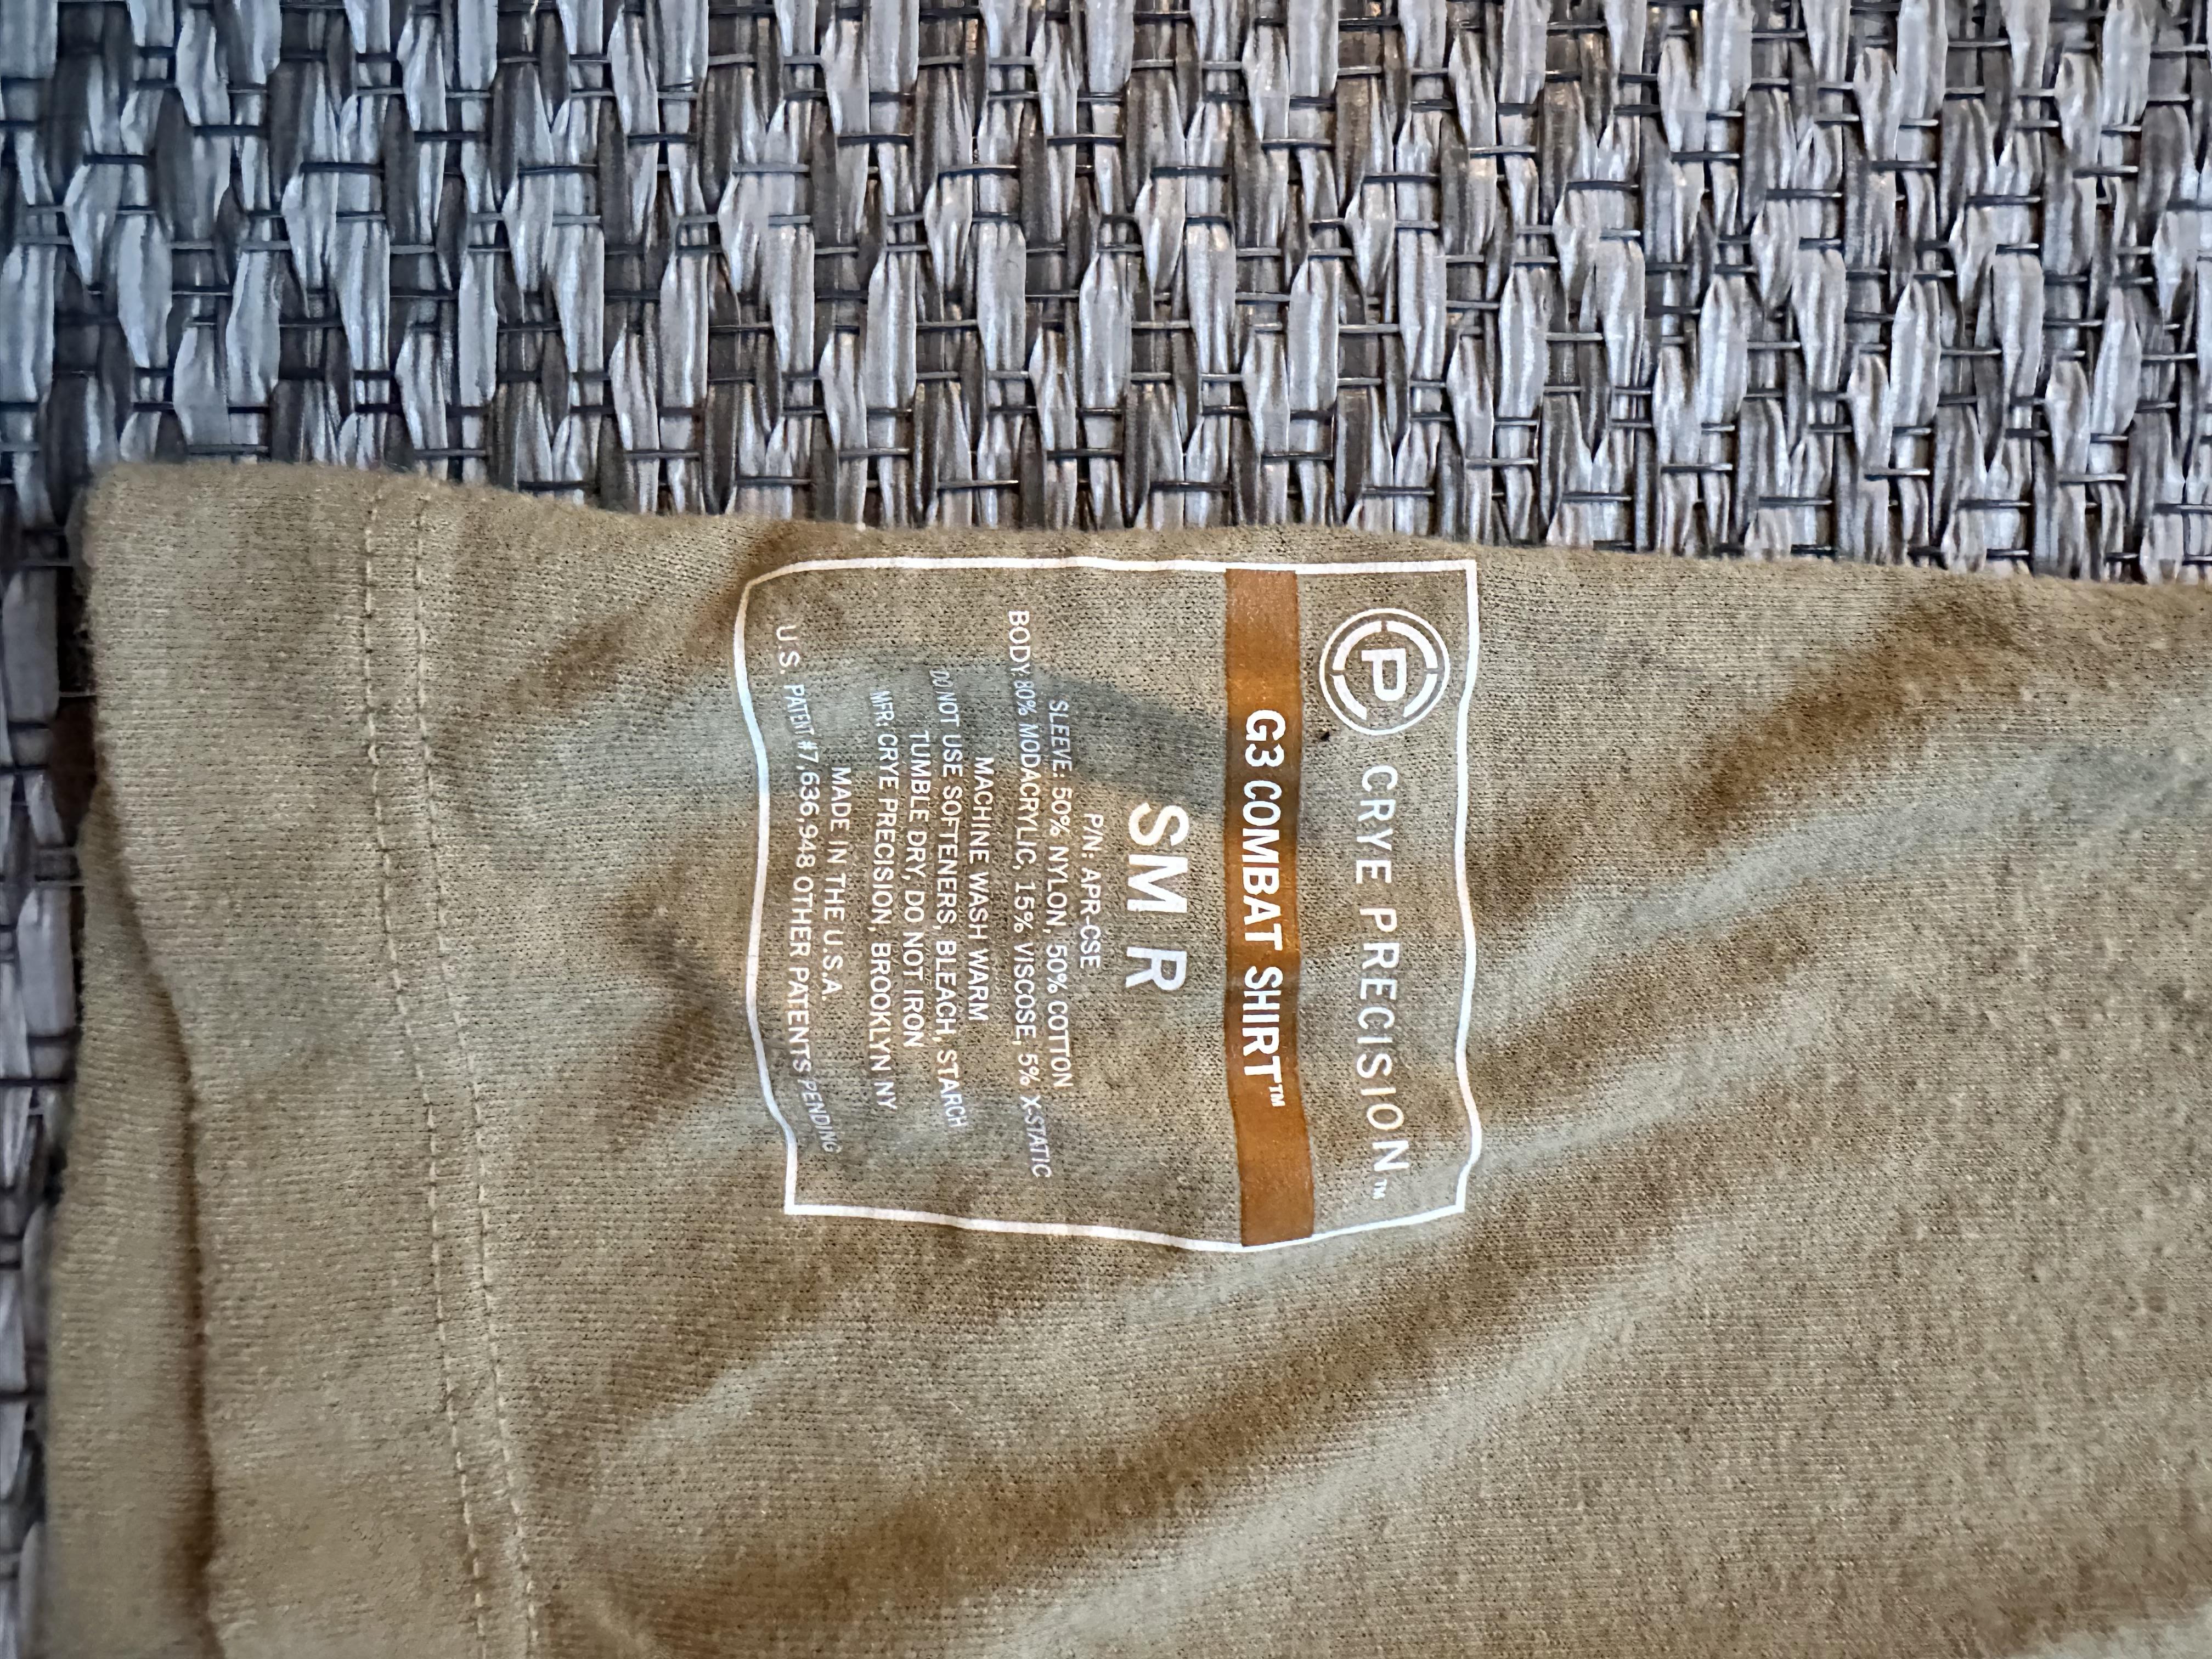 CRYE PRECISION™
G3 COMBAT SHIRT™
SM R
P/N: APR-CSE
SLEEVE: 50% NYLON, 50% COTTON
BODY: 80% MODACRYLIC, 15% VISCOSE, 5% X-STATIC
MACHINE WASH WARM
DO NOT USE SOFTENERS, BLEACH, STARCH
TUMBLE DRY, DO NOT IRON
MFR: CRYE PRECISION, BROOKLYN NY
MADE IN THE U.S.A.
U.S. PATENT #7,636,948 OTHER PATENTS PENDING